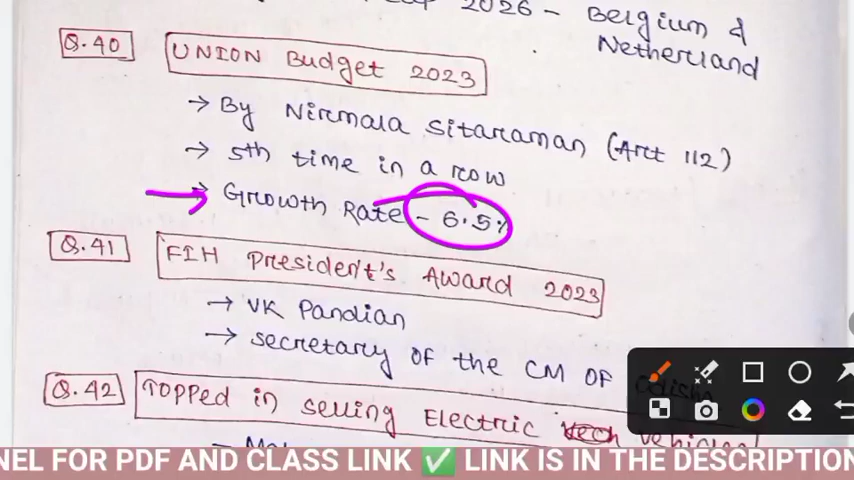 2026 - Belgium &
Netherland
Q.40 UNION Budget 2023
→ By Nirmala Sitaraman (Art 112)
→ 5th time in a row
→ Growth Rate - 6.5%
Q.41 FIH President's Award 2023
→ VK Pandian
→ secretary of the CM OF Odisha
Q.42 TOPPED in selling Electric vehicles
NEL FOR PDF AND CLASS LINK ✅ LINK IS IN THE DESCRIPTION